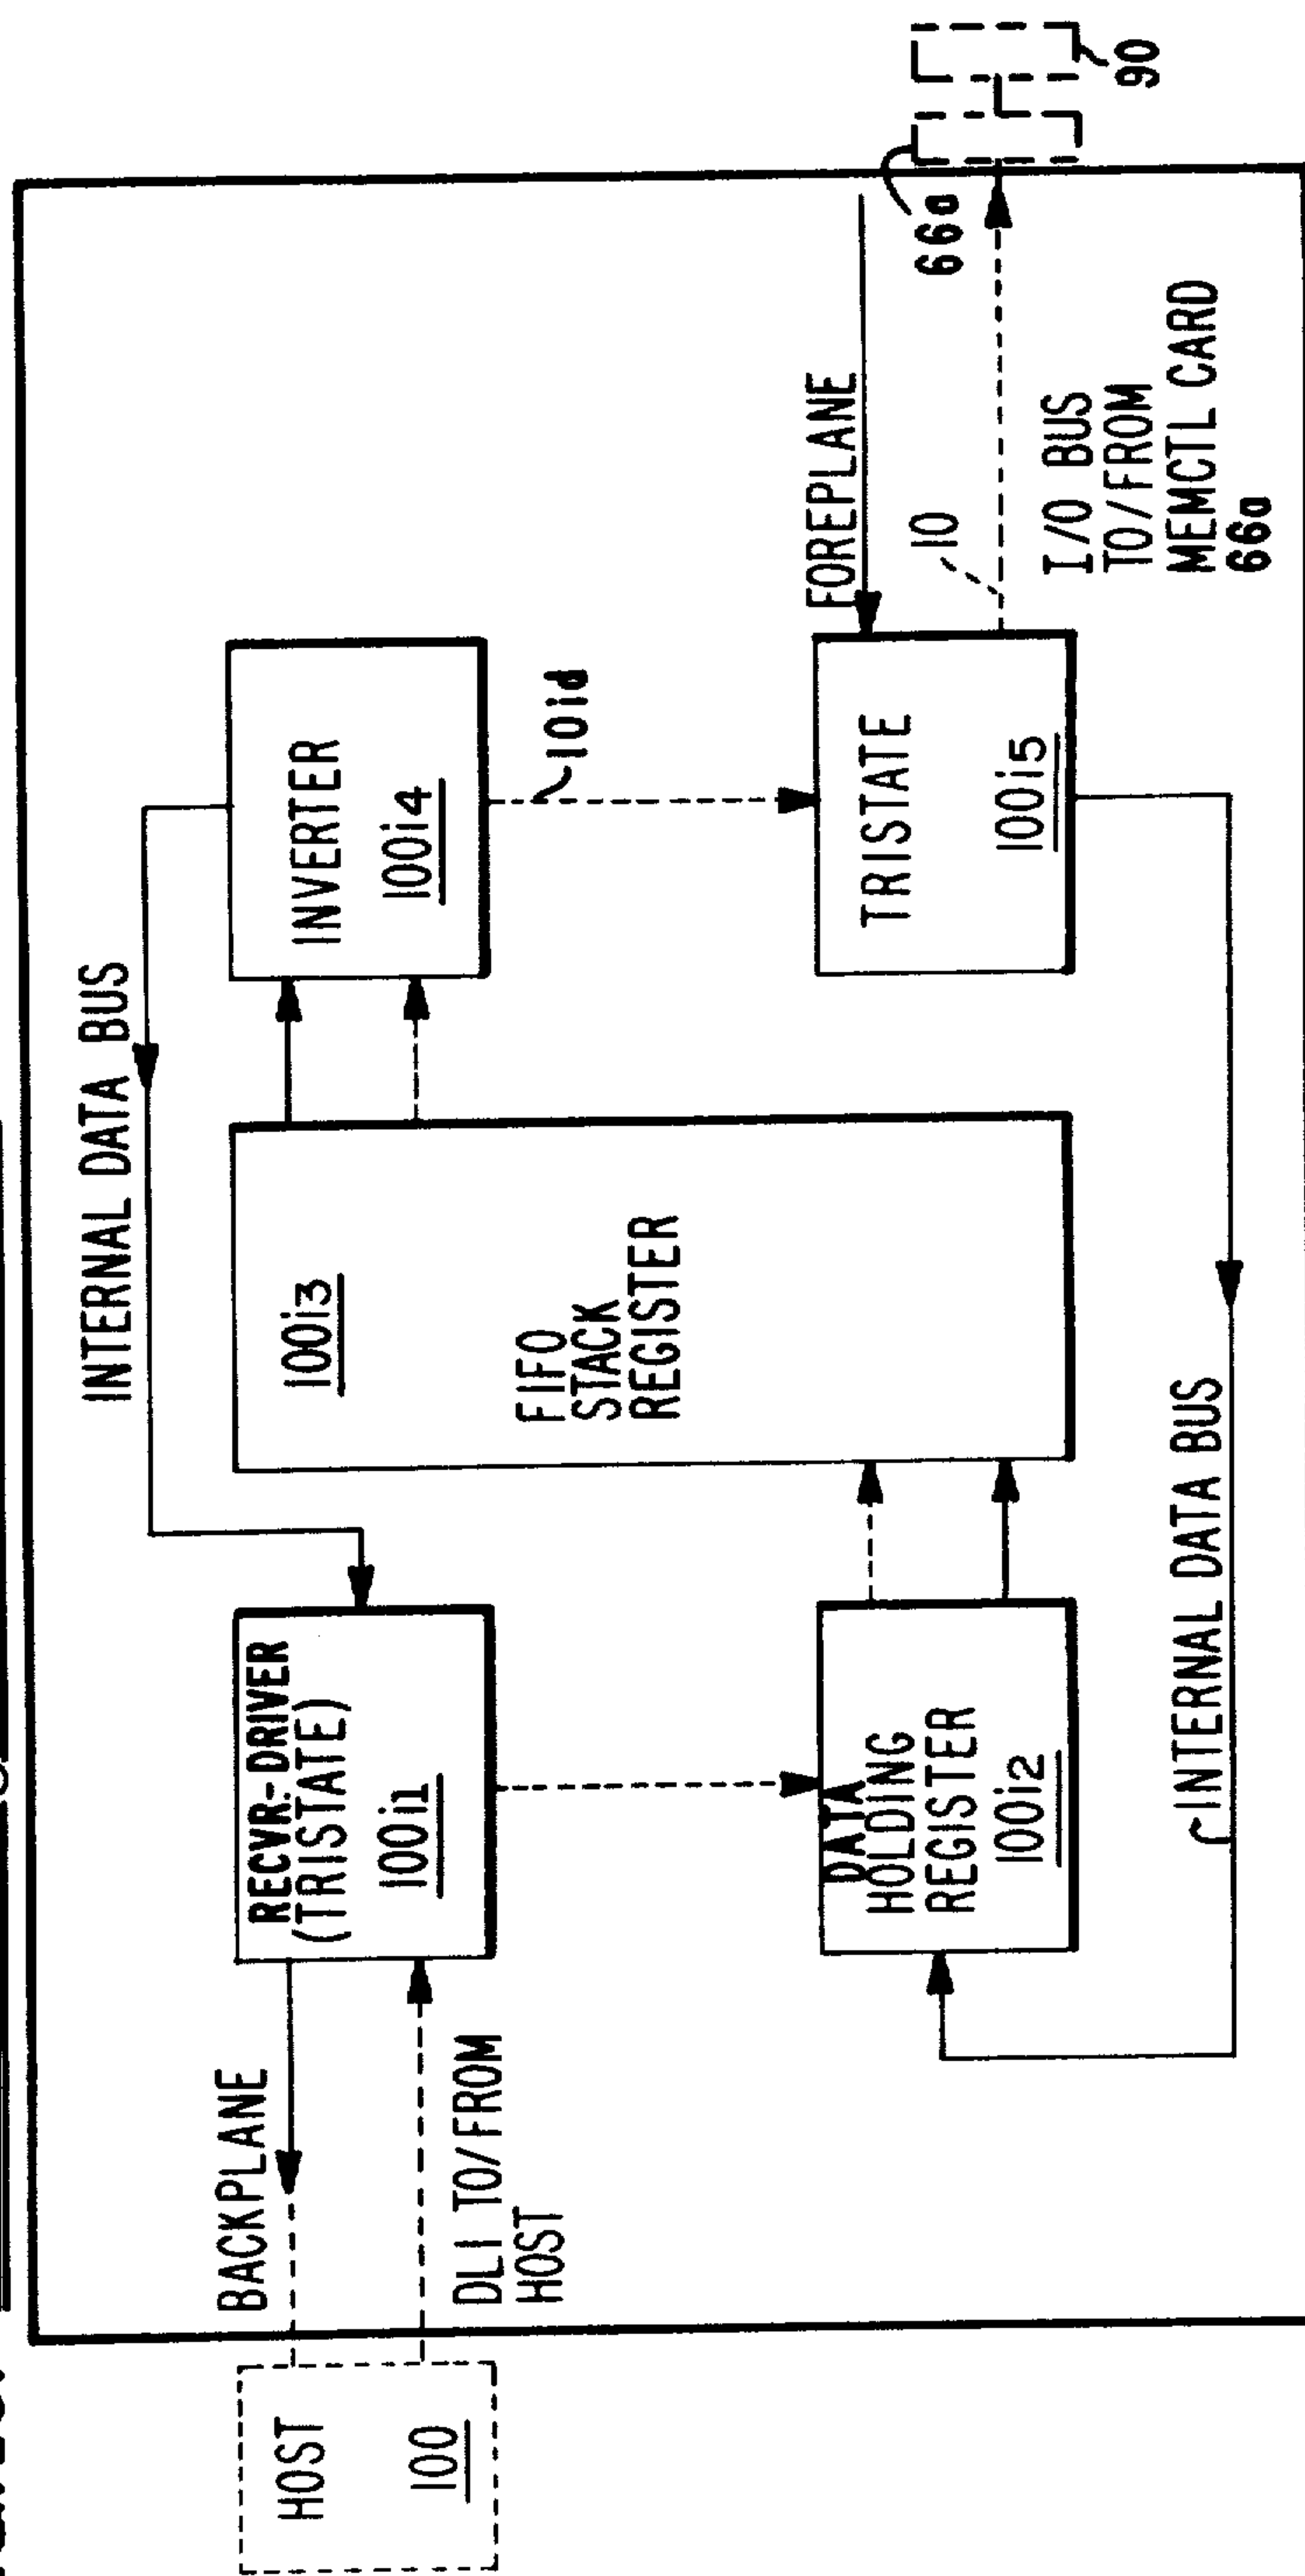 INTERNAL DATA BUS
BACKPLANE
HOST
100
DLI TO/FROM
HOST
RECVR-DRIVER
(TRISTATE)
100i1
100i3
FIFO
STACK
REGISTER
INVERTER
100i4
101d
DATA
HOLDING
REGISTER
100i2
TRISTATE
100i5
FOREPLANE
10
I/O BUS
TO/FROM
MEMCTL CARD
66a
66a
90
INTERNAL DATA BUS